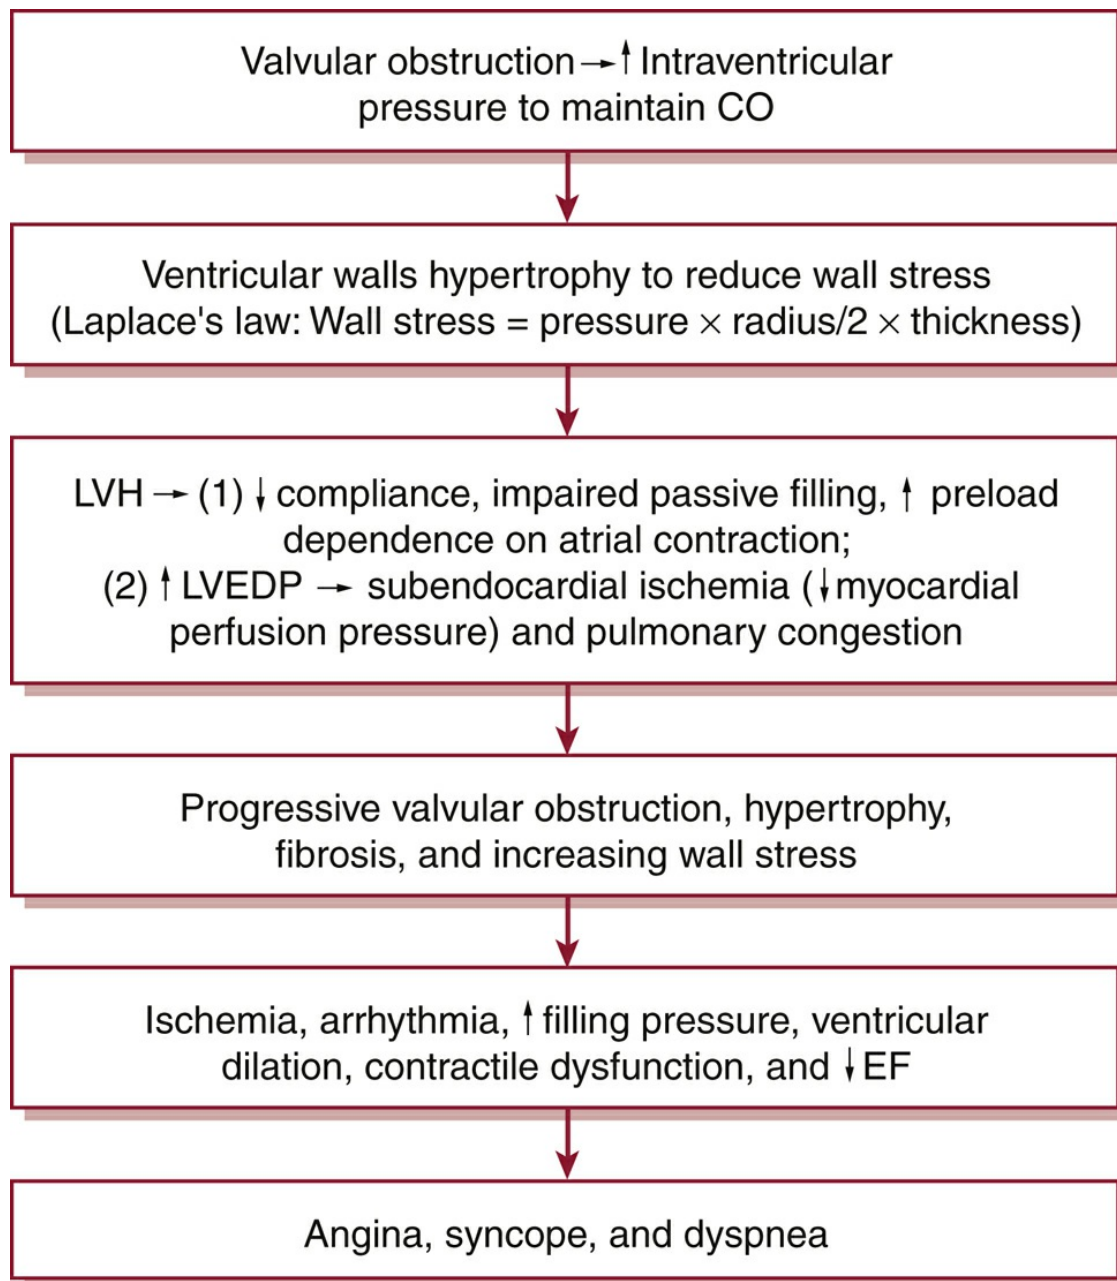 Valvular obstruction → ↑ Intraventricular
pressure to maintain CO
Ventricular walls hypertrophy to reduce wall stress
(Laplace's law: Wall stress = pressure × radius/2 × thickness)
LVH → (1) ↓ compliance, impaired passive filling, ↑ preload
dependence on atrial contraction;
(2) ↑ LVEDP → subendocardial ischemia (↓ myocardial
perfusion pressure) and pulmonary congestion
Progressive valvular obstruction, hypertrophy,
fibrosis, and increasing wall stress
Ischemia, arrhythmia, ↑ filling pressure, ventricular
dilation, contractile dysfunction, and ↓ EF
Angina, syncope, and dyspnea